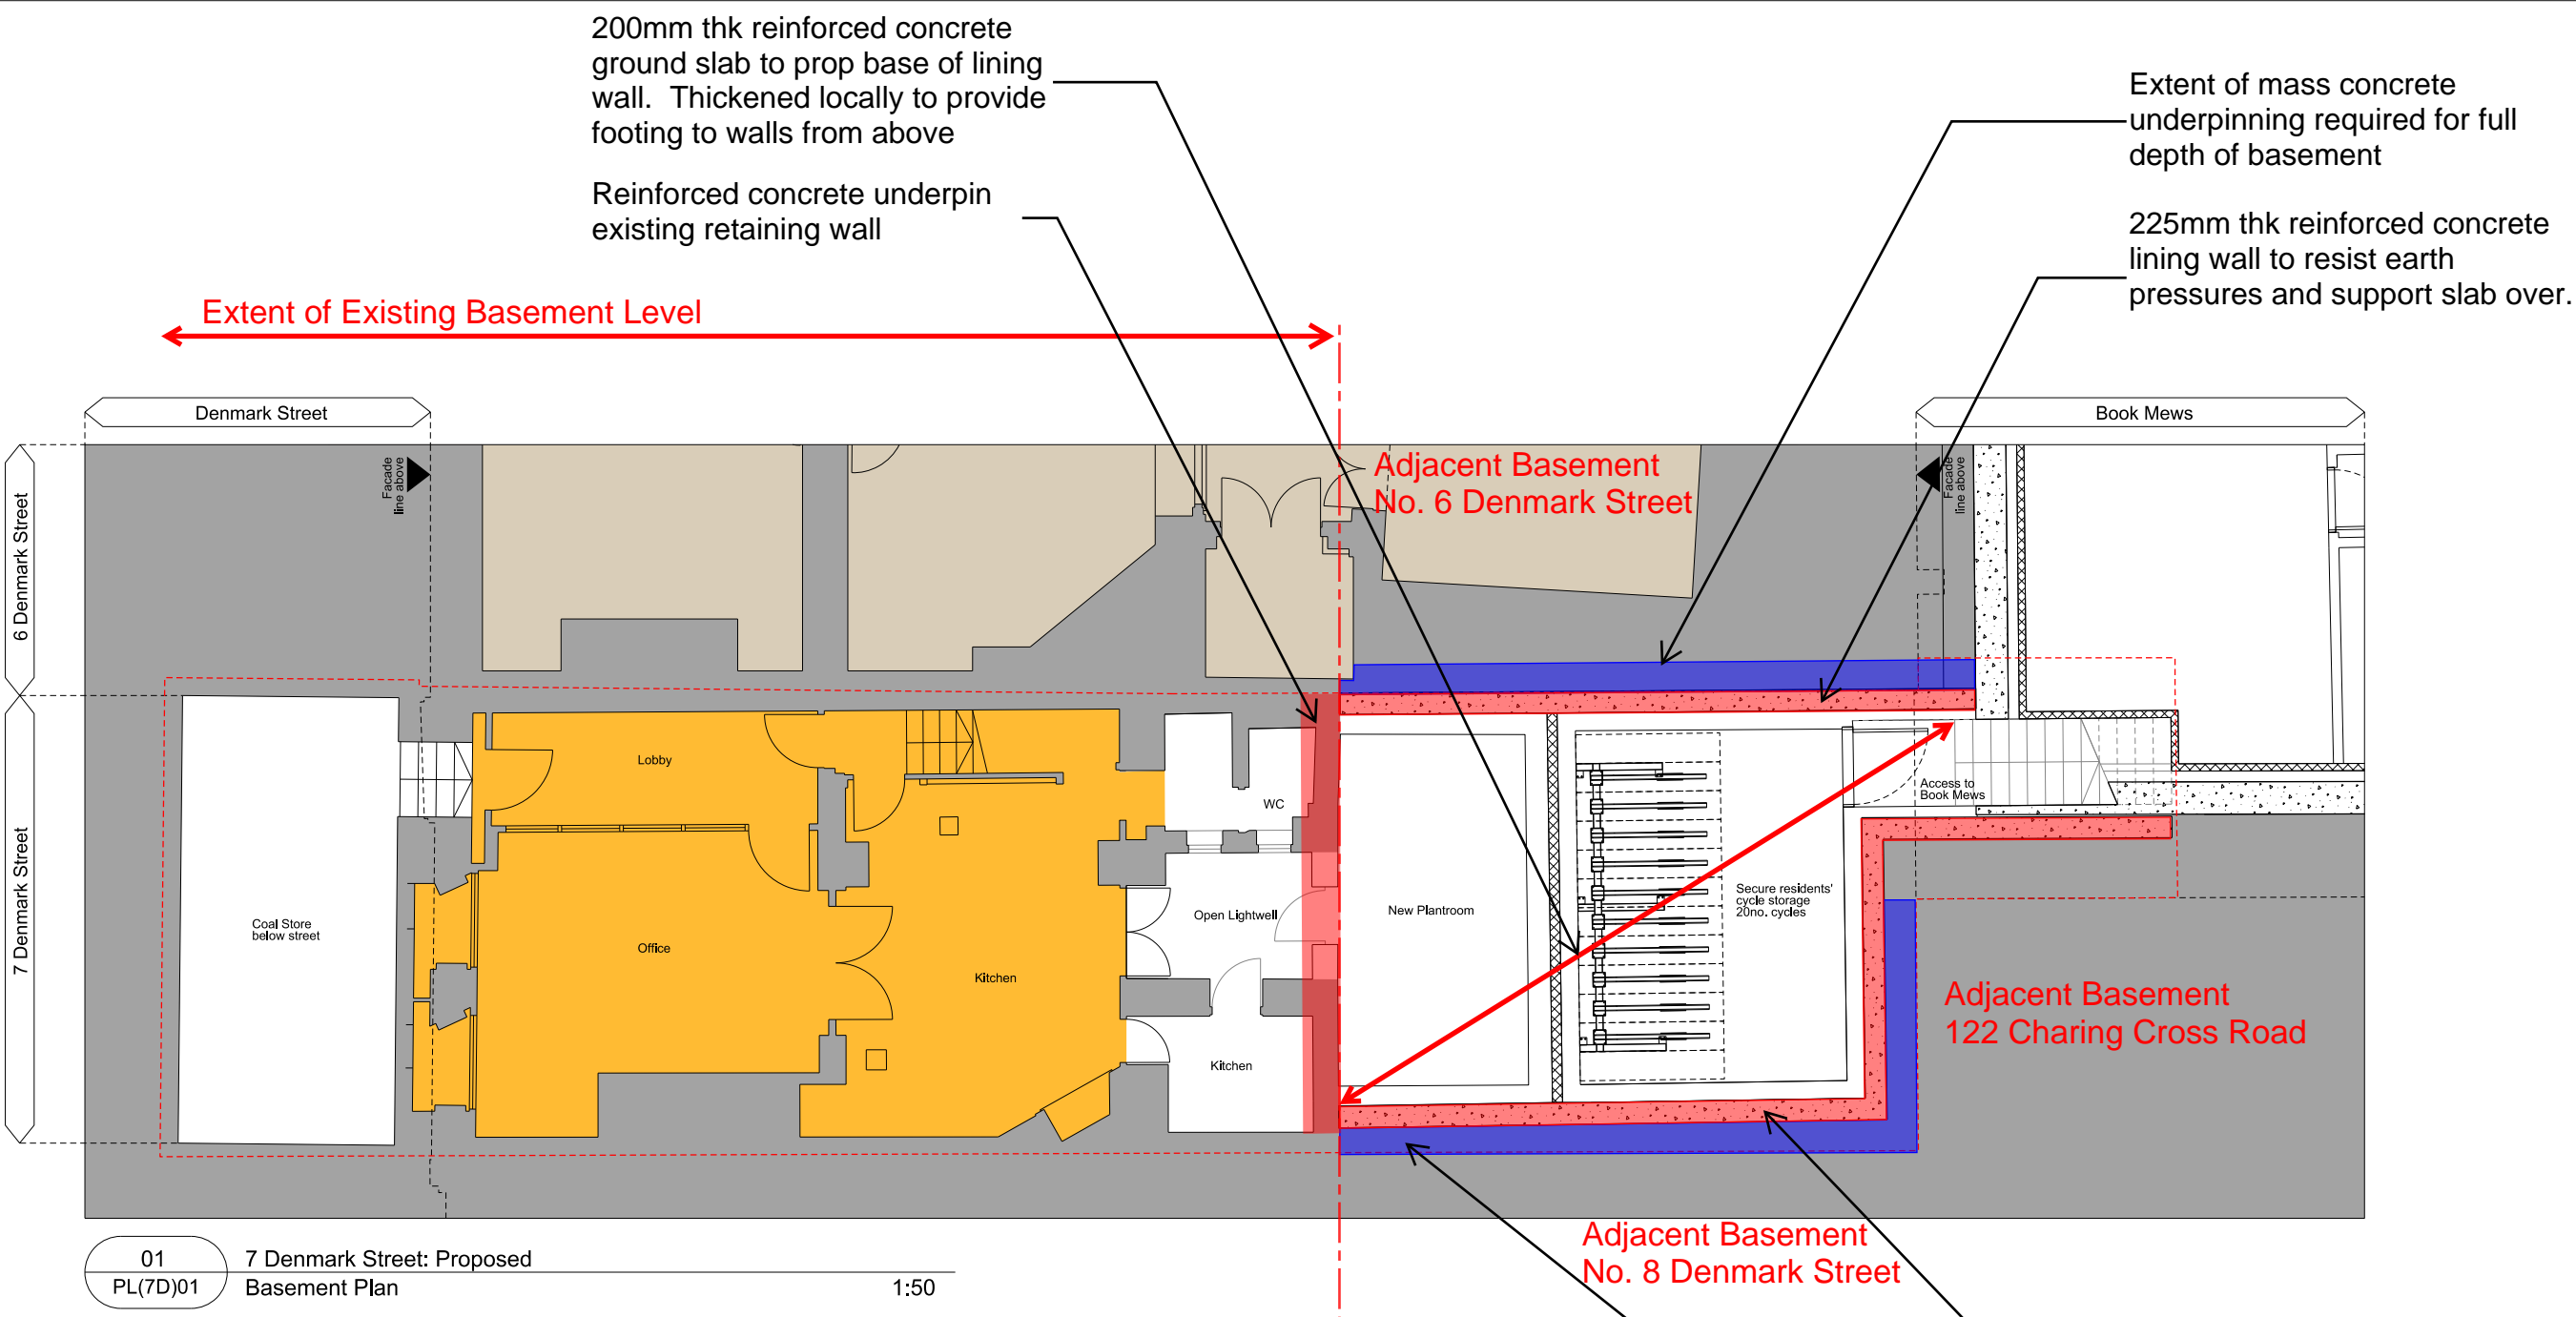 200mm thk reinforced concrete
ground slab to prop base of lining
wall. Thickened locally to provide
footing to walls from above
Reinforced concrete underpin
existing retaining wall
Extent of mass concrete
underpinning required for full
depth of basement
225mm thk reinforced concrete
lining wall to resist earth
pressures and support slab over.
Extent of Existing Basement Level
Denmark Street
Book Mews
6 Denmark Street
7 Denmark Street
Facade
line above
Adjacent Basement
No. 6 Denmark Street
Facade
line above
Lobby
WC
Access to
Book Mews
Coal Store
below street
Office
Kitchen
Open Lightwell
Kitchen
New Plantroom
Secure residents'
cycle storage
20no. cycles
Adjacent Basement
122 Charing Cross Road
Adjacent Basement
No. 8 Denmark Street
01
PL(7D)01
7 Denmark Street: Proposed
Basement Plan
1:50